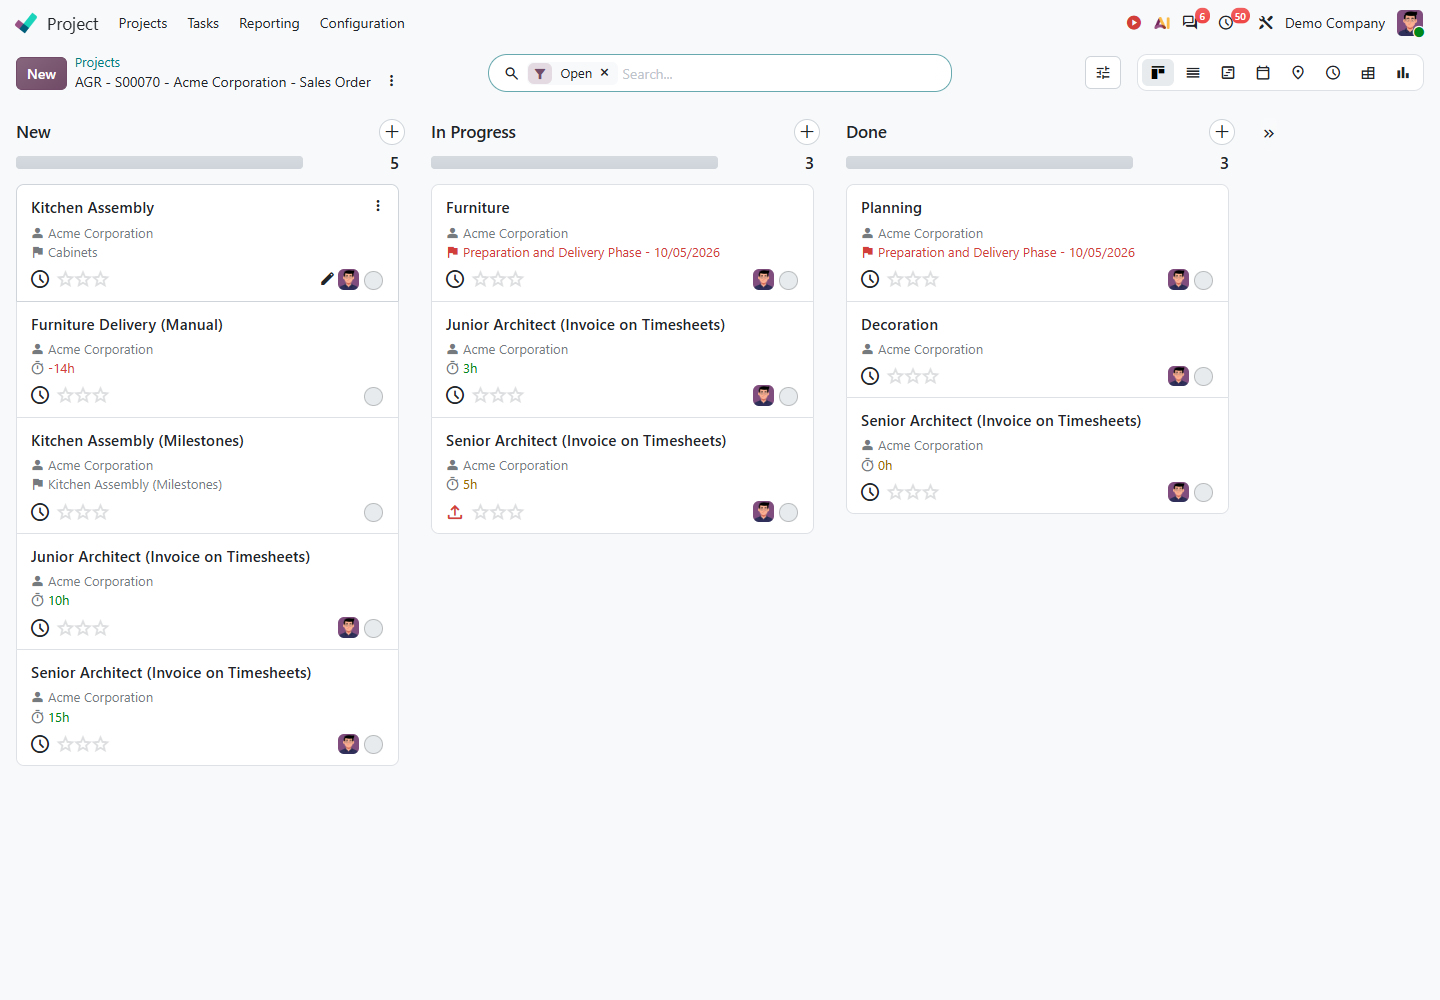 Project
Projects
Tasks
Reporting
Configuration
AI
6
50
Demo Company
New
Projects
AGR - S00070 - Acme Corporation - Sales Order
Open
Search...
New
5
Kitchen Assembly
Acme Corporation
Cabinets
Furniture Delivery (Manual)
Acme Corporation
-14h
Kitchen Assembly (Milestones)
Acme Corporation
Kitchen Assembly (Milestones)
Junior Architect (Invoice on Timesheets)
Acme Corporation
10h
Senior Architect (Invoice on Timesheets)
Acme Corporation
15h
In Progress
3
Furniture
Acme Corporation
Preparation and Delivery Phase - 10/05/2026
Junior Architect (Invoice on Timesheets)
Acme Corporation
3h
Senior Architect (Invoice on Timesheets)
Acme Corporation
5h
Done
3
Planning
Acme Corporation
Preparation and Delivery Phase - 10/05/2026
Decoration
Acme Corporation
Senior Architect (Invoice on Timesheets)
Acme Corporation
0h